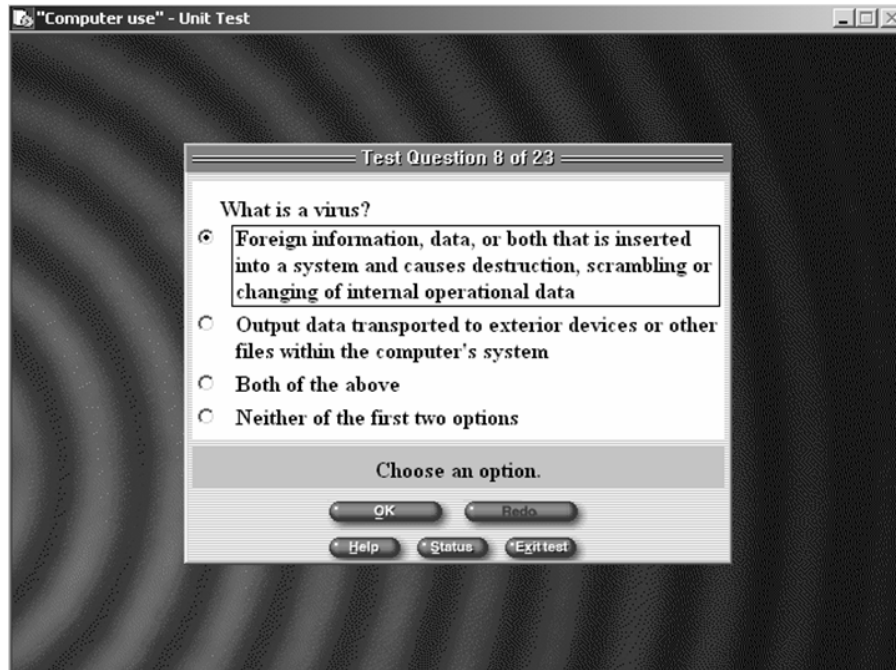 "Computer use" - Unit Test
Test Question 8 of 23
What is a virus?
Foreign information, data, or both that is inserted
into a system and causes destruction, scrambling or
changing of internal operational data
Output data transported to exterior devices or other
files within the computer's system
Both of the above
Neither of the first two options
Choose an option.
OK Redo
Help Status Exit test